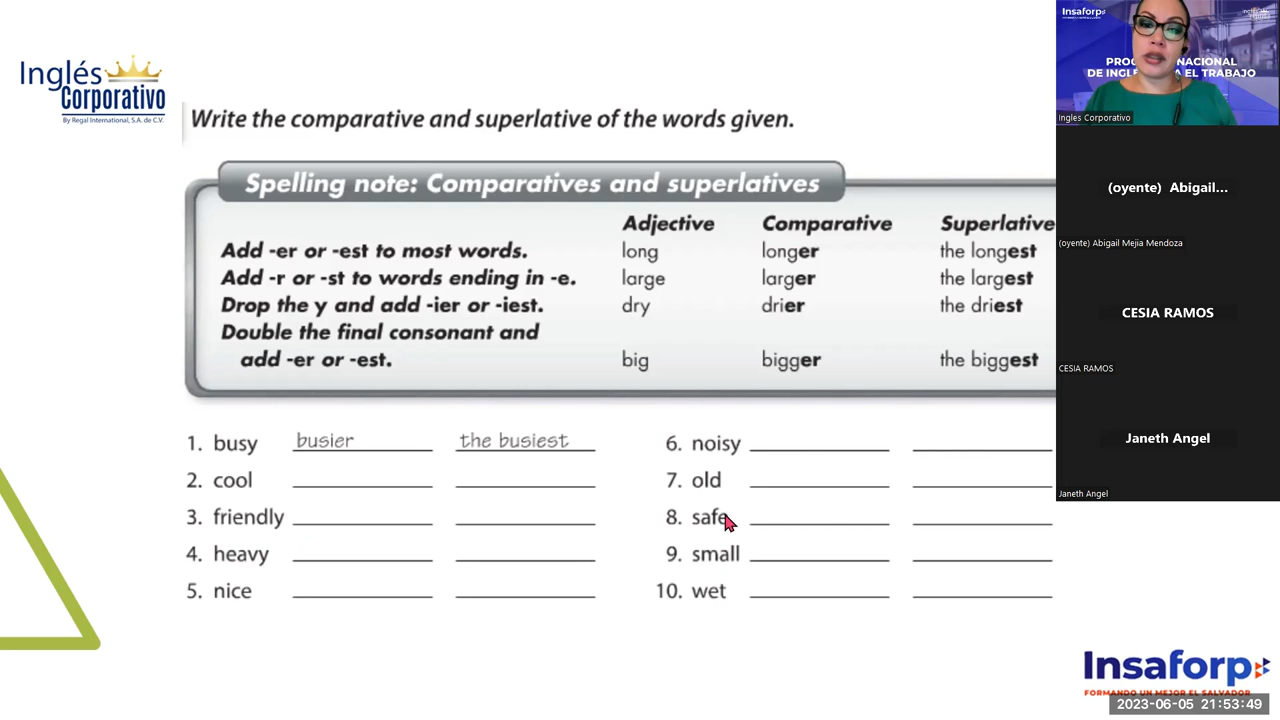 Inglés
Corporativo
By Regal International, S.A. de C.V.
Write the comparative and superlative of the words given.
Spelling note: Comparatives and superlatives
Adjective Comparative Superlative
Add -er or -est to most words. long longer the longest
Add -r or -st to words ending in -e. large larger the largest
Drop the y and add -ier or -iest. dry drier the driest
Double the final consonant and
add -er or -est. big bigger the biggest
1. busy busier the busiest
2. cool
3. friendly
4. heavy
5. nice
6. noisy
7. old
8. safe
9. small
10. wet
Insaforp
NACIONAL
Ingles Corporativo
(oyente) Abigail...
(oyente) Abigail Mejia Mendoza
CESIA RAMOS
CESIA RAMOS
Janeth Angel
Janeth Angel
Insaforp
FORMANDO UN MEJOR EL SALVADOR
2023-06-05 21:53:49